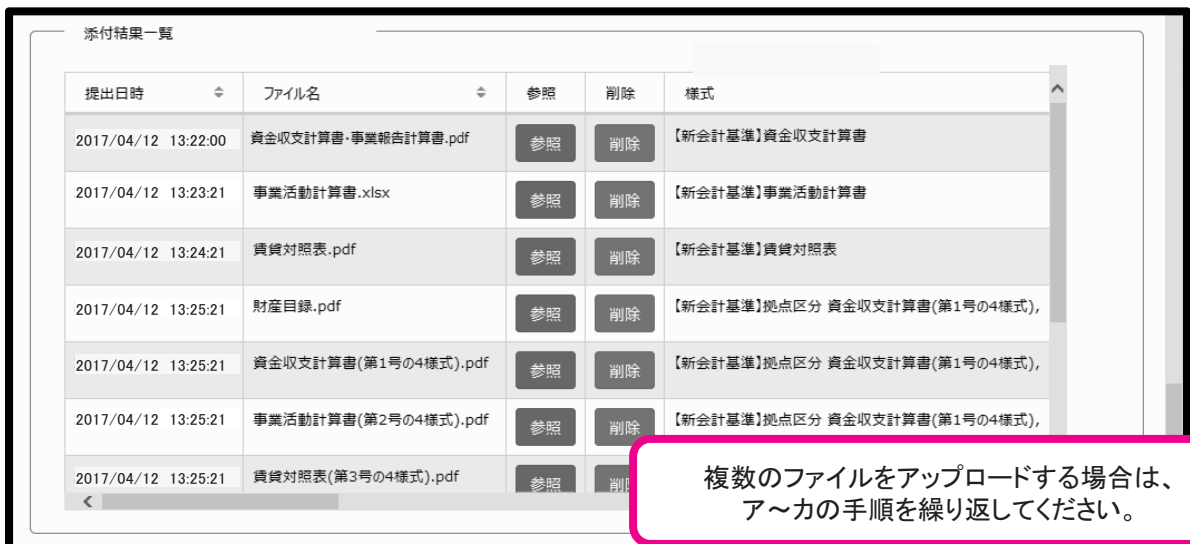 添付結果一覧
提出日時 ファイル名 参照 削除 様式
2017/04/12 13:22:00 資金収支計算書・事業報告計算書.pdf 参照 削除 【新会計基準】資金収支計算書
2017/04/12 13:23:21 事業活動計算書.xlsx 参照 削除 【新会計基準】事業活動計算書
2017/04/12 13:24:21 賃貸対照表.pdf 参照 削除 【新会計基準】賃貸対照表
2017/04/12 13:25:21 財産目録.pdf 参照 削除 【新会計基準】拠点区分 資金収支計算書(第1号の4様式),
2017/04/12 13:25:21 資金収支計算書(第1号の4様式).pdf 参照 削除 【新会計基準】拠点区分 資金収支計算書(第1号の4様式),
2017/04/12 13:25:21 事業活動計算書(第2号の4様式).pdf 参照 削除 【新会計基準】拠点区分 資金収支計算書(第1号の4様式),
2017/04/12 13:25:21 賃貸対照表(第3号の4様式).pdf 参照 削
複数のファイルをアップロードする場合は、
ア～カの手順を繰り返してください。